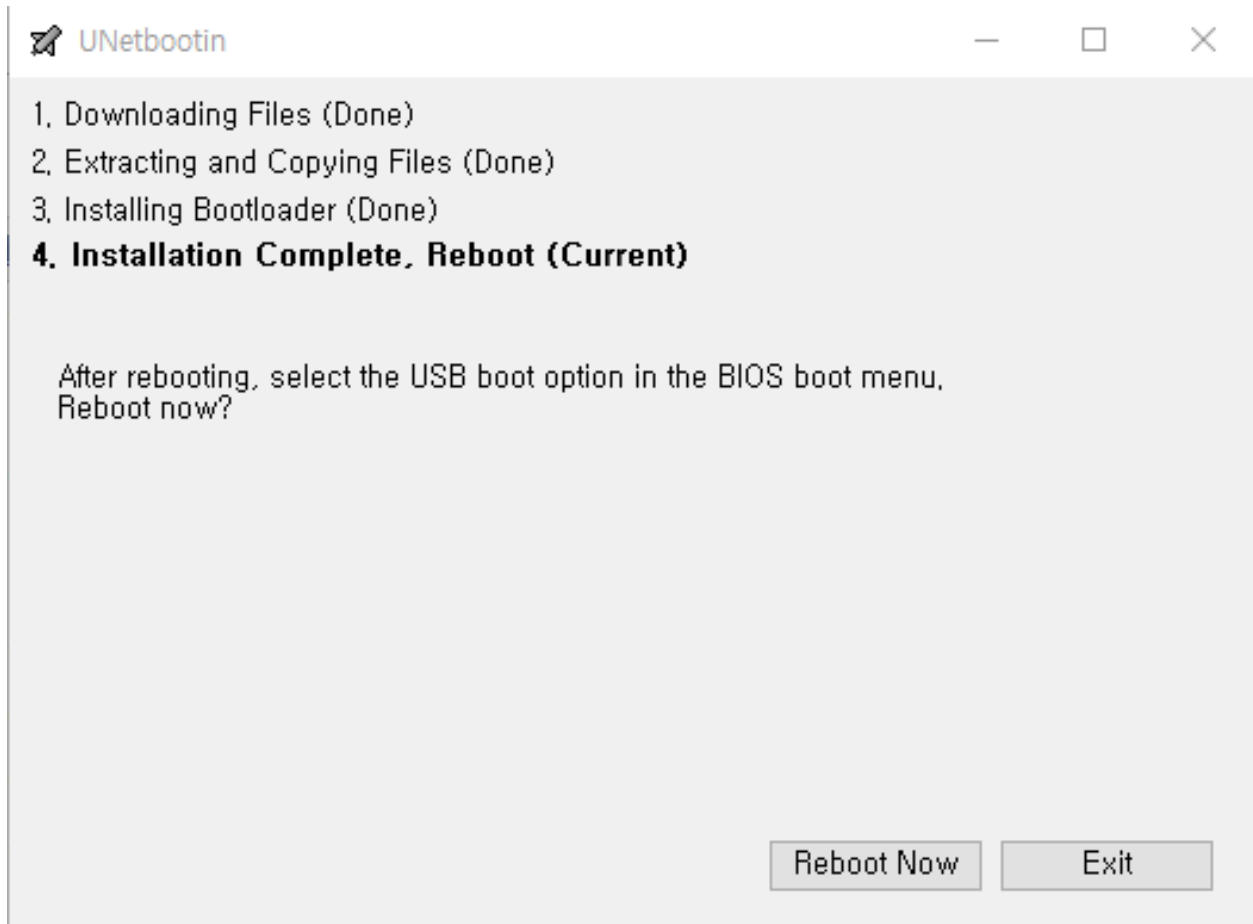 UNetbootin
1. Downloading Files (Done)
2. Extracting and Copying Files (Done)
3. Installing Bootloader (Done)
4. Installation Complete, Reboot (Current)
After rebooting, select the USB boot option in the BIOS boot menu.
Reboot now?
Reboot Now
Exit